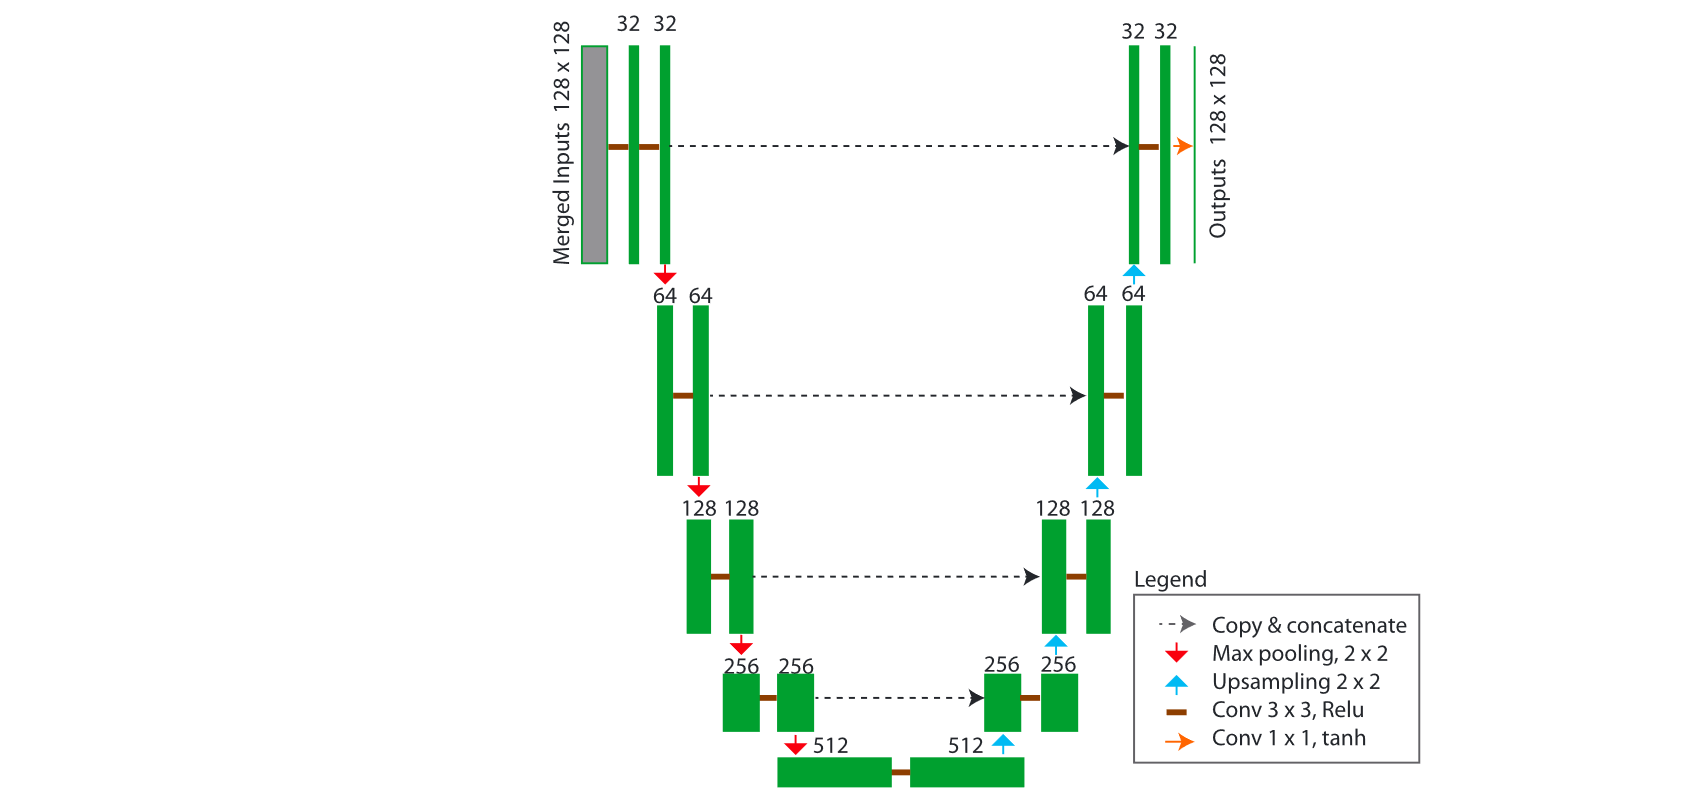 32 32
32 32
Merged Inputs 128 x 128
Outputs 128 x 128
64 64
64 64
128 128
128 128
256 256
256 256
512
512
Legend
Copy & concatenate
Max pooling, 2 x 2
Upsampling 2 x 2
Conv 3 x 3, Relu
Conv 1 x 1, tanh